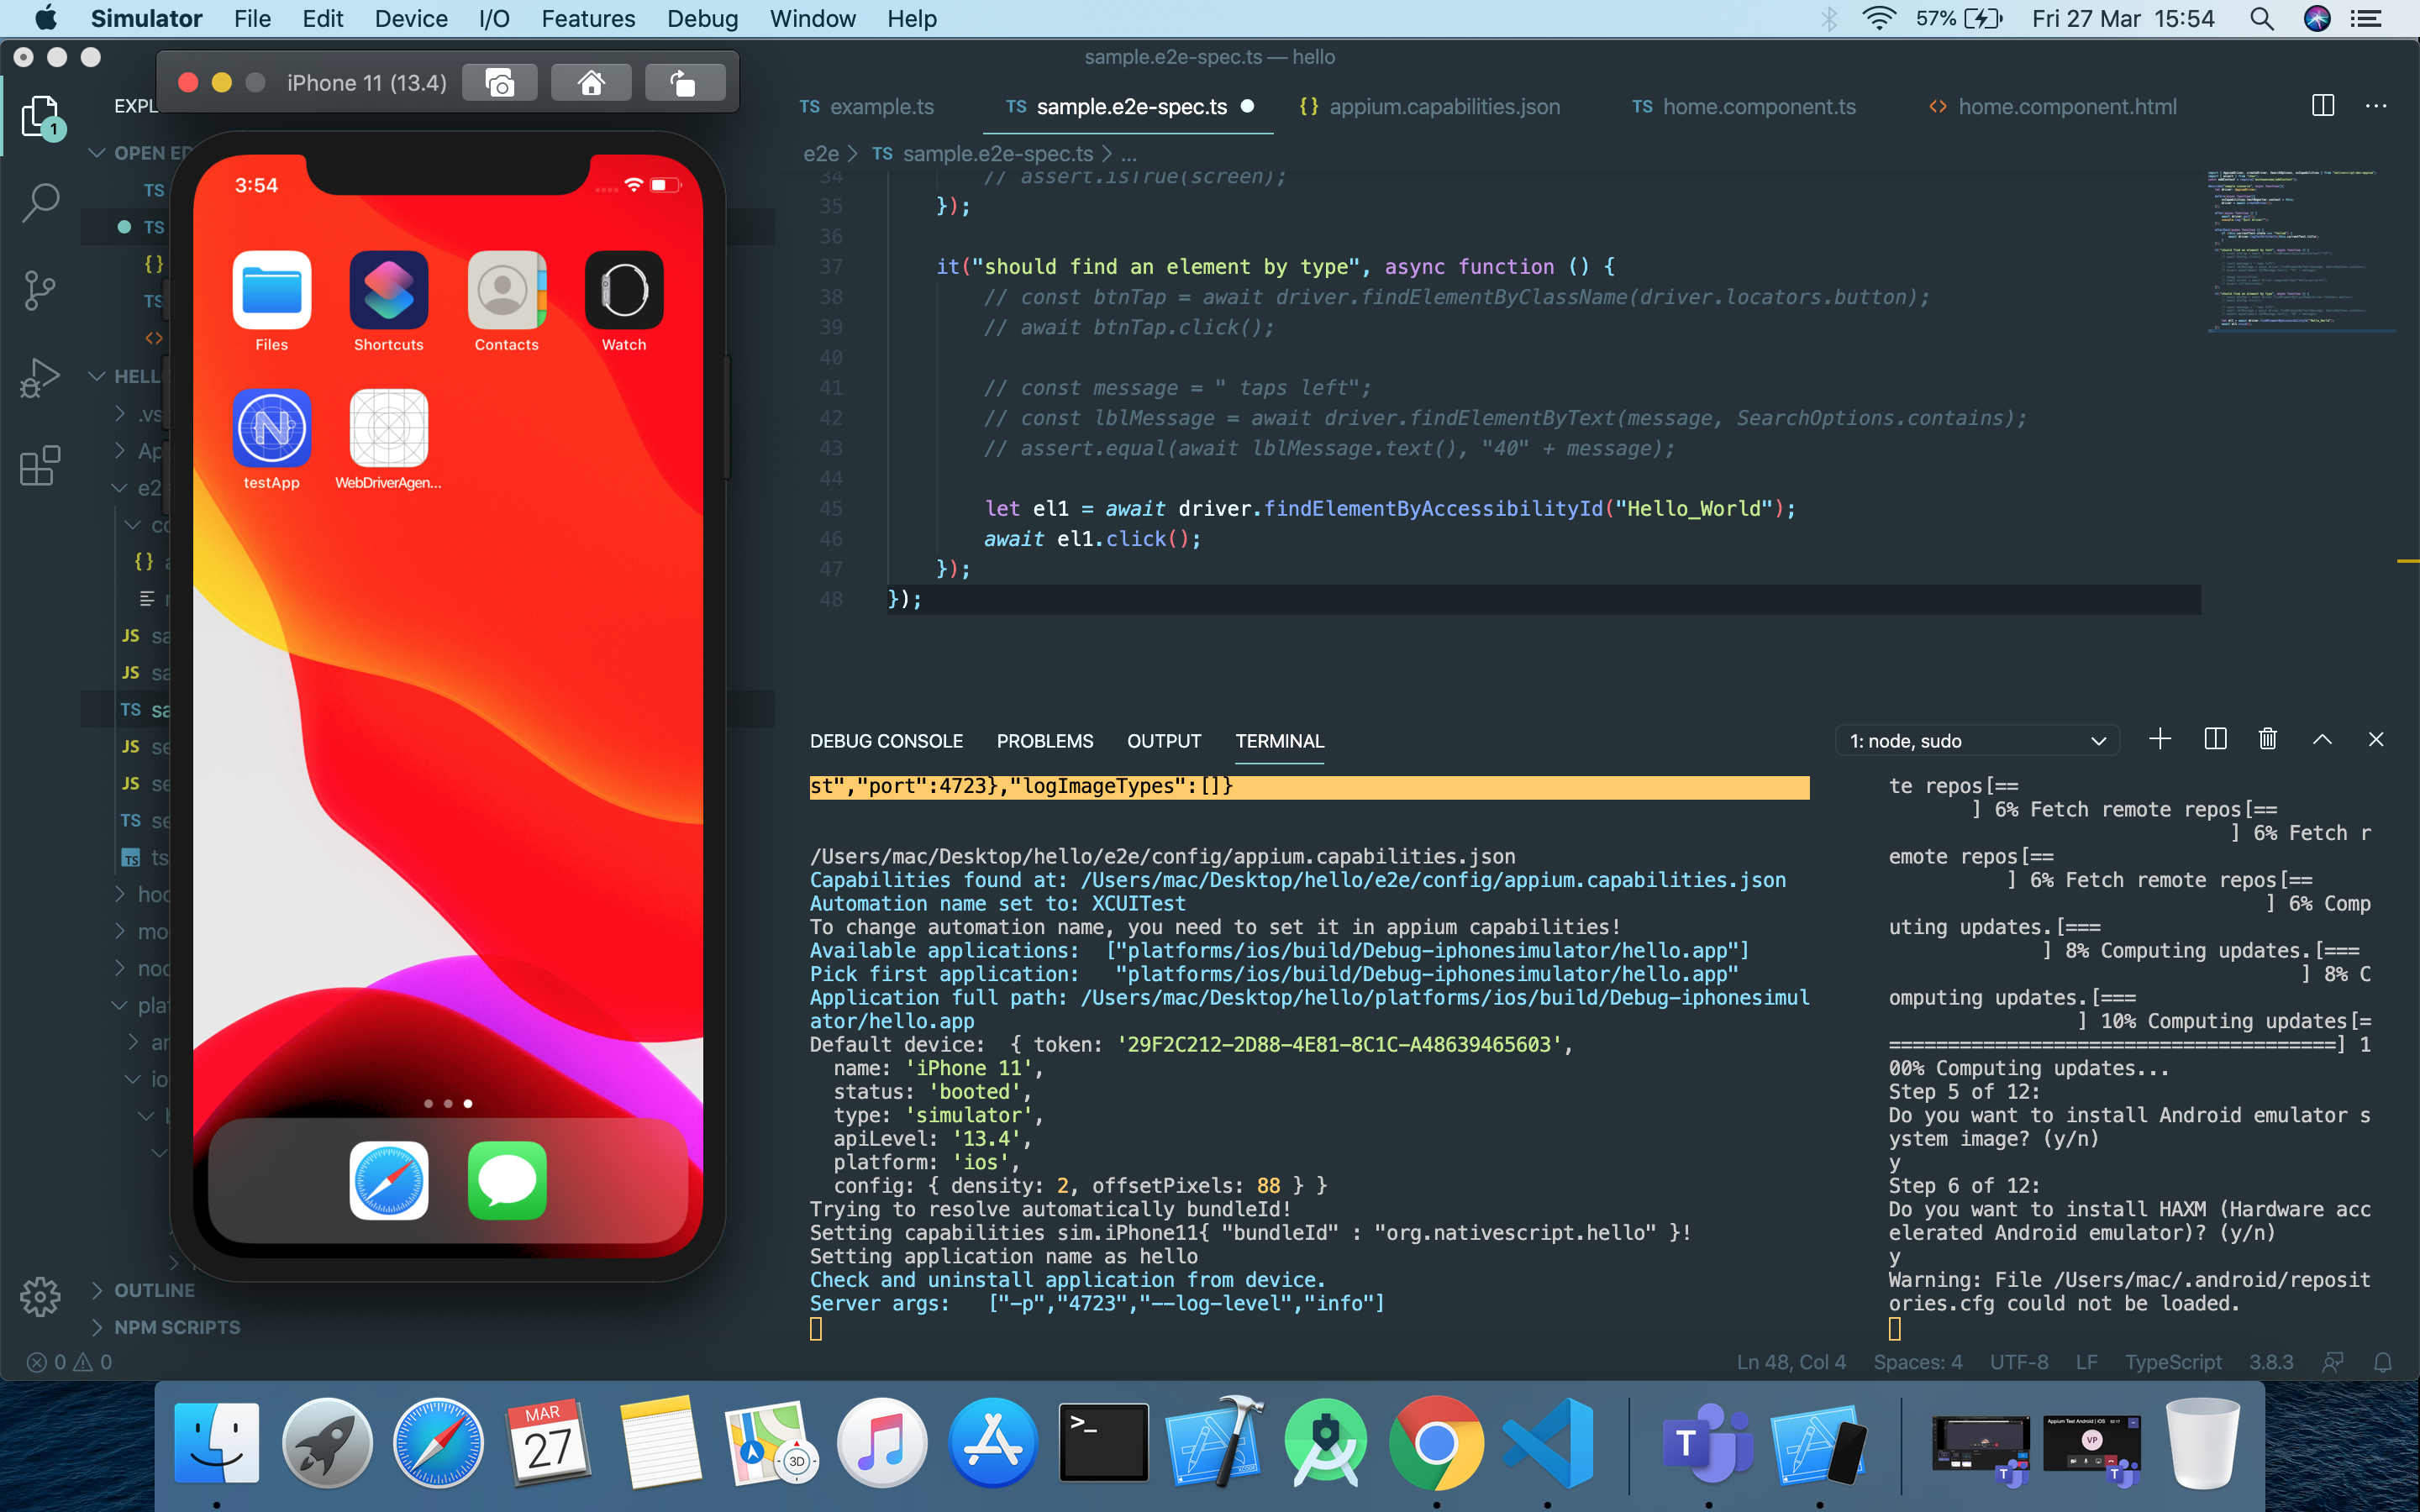 Simulator File Edit Device I/O Features Debug Window Help 57% Fri 27 Mar 15:54
sample.e2e-spec.ts — hello
iPhone 11 (13.4)
EXPL
1
TS example.ts TS sample.e2e-spec.ts {} appium.capabilities.json TS home.component.ts <> home.component.html ...
OPEN ED
TS
TS
{}
TS
<>
HELL
.vs
Ap
e2
co
{} a
r
JS sa
JS sa
TS sa
JS se
JS se
TS se
TS ts
hoo
mo
nod
plat
an
ios
OUTLINE
NPM SCRIPTS
3:54
Files Shortcuts Contacts Watch
testApp WebDriverAgen...
e2e > TS sample.e2e-spec.ts > ...
34 // assert.isTrue(screen);
35 });
36
37 it("should find an element by type", async function () {
38 // const btnTap = await driver.findElementByClassName(driver.locators.button);
39 // await btnTap.click();
40
41 // const message = " taps left";
42 // const lblMessage = await driver.findElementByText(message, SearchOptions.contains);
43 // assert.equal(await lblMessage.text(), "40" + message);
44
45 let el1 = await driver.findElementByAccessibilityId("Hello_World");
46 await el1.click();
47 });
48 });
DEBUG CONSOLE PROBLEMS OUTPUT TERMINAL 1: node, sudo
st","port":4723},"logImageTypes":[]}
/Users/mac/Desktop/hello/e2e/config/appium.capabilities.json
Capabilities found at: /Users/mac/Desktop/hello/e2e/config/appium.capabilities.json
Automation name set to: XCUITest
To change automation name, you need to set it in appium capabilities!
Available applications: ["platforms/ios/build/Debug-iphonesimulator/hello.app"]
Pick first application: "platforms/ios/build/Debug-iphonesimulator/hello.app"
Application full path: /Users/mac/Desktop/hello/platforms/ios/build/Debug-iphonesimul
ator/hello.app
Default device: { token: '29F2C212-2D88-4E81-8C1C-A48639465603',
name: 'iPhone 11',
status: 'booted',
type: 'simulator',
apiLevel: '13.4',
platform: 'ios',
config: { density: 2, offsetPixels: 88 } }
Trying to resolve automatically bundleId!
Setting capabilities sim.iPhone11{ "bundleId" : "org.nativescript.hello" }!
Setting application name as hello
Check and uninstall application from device.
Server args: ["-p","4723","--log-level","info"]
te repos[==
] 6% Fetch remote repos[==
] 6% Fetch r
emote repos[==
] 6% Fetch remote repos[==
] 6% Comp
uting updates.[===
] 8% Computing updates.[===
] 8% C
omputing updates.[===
] 10% Computing updates[=
======================================] 1
00% Computing updates...
Step 5 of 12:
Do you want to install Android emulator s
ystem image? (y/n)
y
Step 6 of 12:
Do you want to install HAXM (Hardware acc
elerated Android emulator)? (y/n)
y
Warning: File /Users/mac/.android/reposit
ories.cfg could not be loaded.
0 0 Ln 48, Col 4 Spaces: 4 UTF-8 LF TypeScript 3.8.3
MAR
27
3D
>_
T
Appium Test Android | iOS
VP